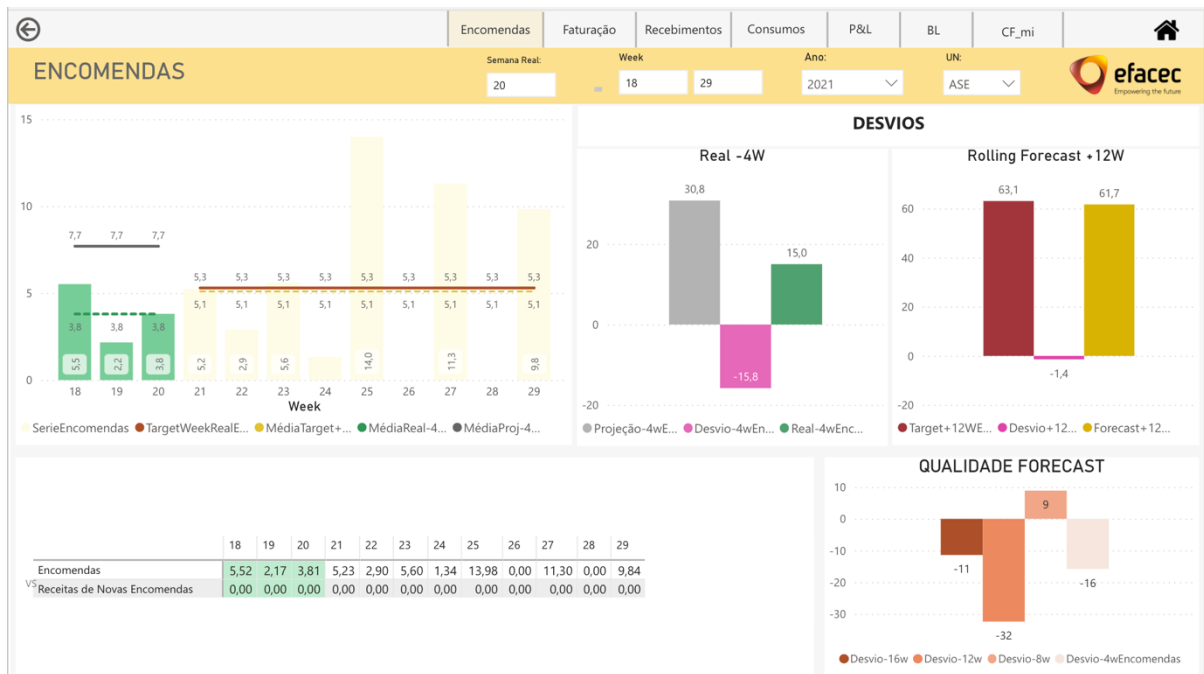 Encomendas Faturação Recebimentos Consumos P&L BL CF_mi
ENCOMENDAS
Semana Real: Week Ano: UN:
20 18 29 2021 ASE
efacec
Empowering the future
15
10
5
0
7,7 7,7 7,7
5,3 5,3 5,3 5,3 5,3 5,3 5,3 5,3 5,3
5,1 5,1 5,1 5,1 5,1 5,1 5,1 5,1 5,1
3,8 3,8 3,8
5,5 2,2 3,8 5,2 2,9 5,6 14,0 11,3 9,8
18 19 20 21 22 23 24 25 26 27 28 29
Week
SerieEncomendas TargetWeekRealE... MédiaTarget+... MédiaReal-4... MédiaProj-4...
DESVIOS
Real -4W
30,8
20
15,0
0
-15,8
-20
Projeção-4wE... Desvio-4wEn... Real-4wEnc...
Rolling Forecast +12W
63,1 61,7
60
40
20
0
-1,4
-20
Target+12WE... Desvio+12... Forecast+12...
18 19 20 21 22 23 24 25 26 27 28 29
Encomendas 5,52 2,17 3,81 5,23 2,90 5,60 1,34 13,98 0,00 11,30 0,00 9,84
VS
Receitas de Novas Encomendas 0,00 0,00 0,00 0,00 0,00 0,00 0,00 0,00 0,00 0,00 0,00 0,00
QUALIDADE FORECAST
10
9
0
-10
-11
-16
-20
-30
-32
Desvio-16w Desvio-12w Desvio-8w Desvio-4wEncomendas